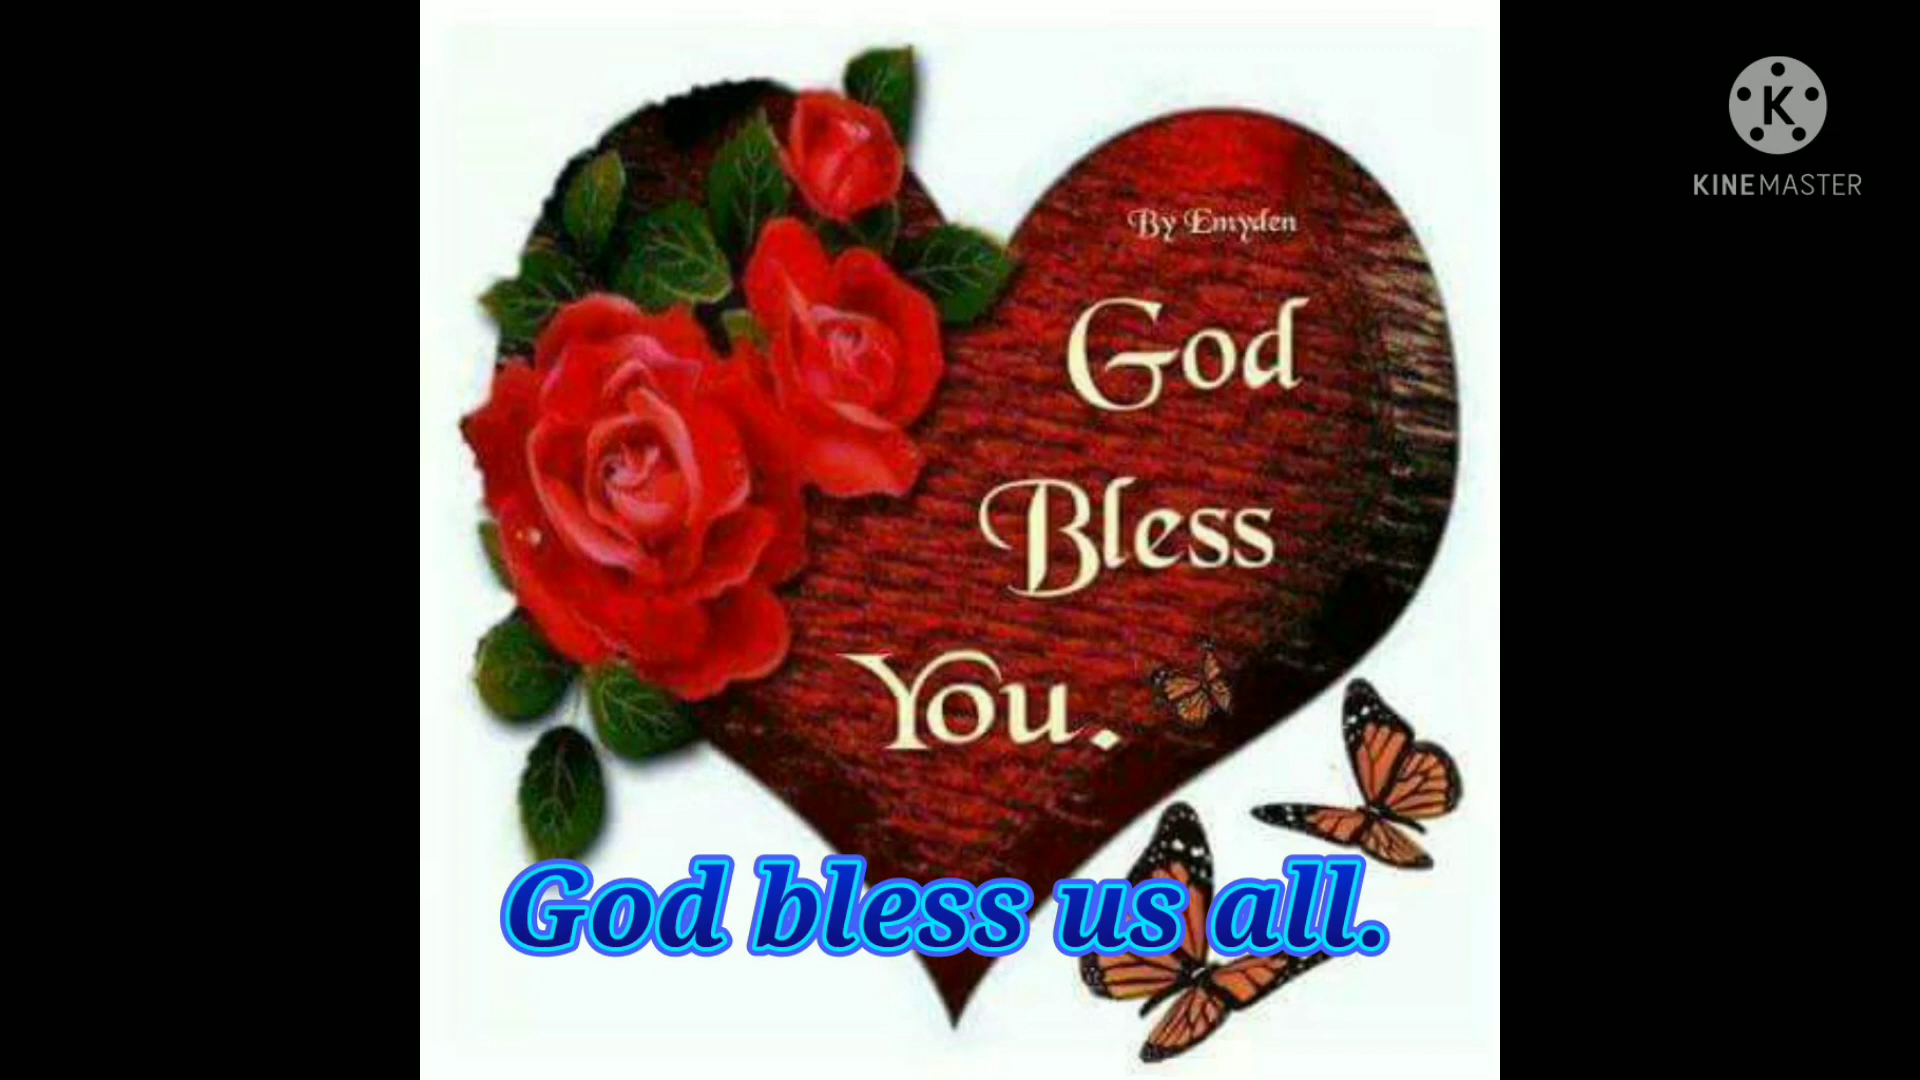 KINEMASTER
By Emyden
God
Bless
You.
God bless us all.